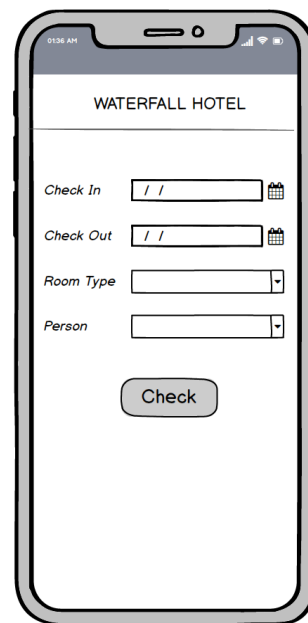 01:36 AM
WATERFALL HOTEL
Check In / /
Check Out / /
Room Type
Person
Check